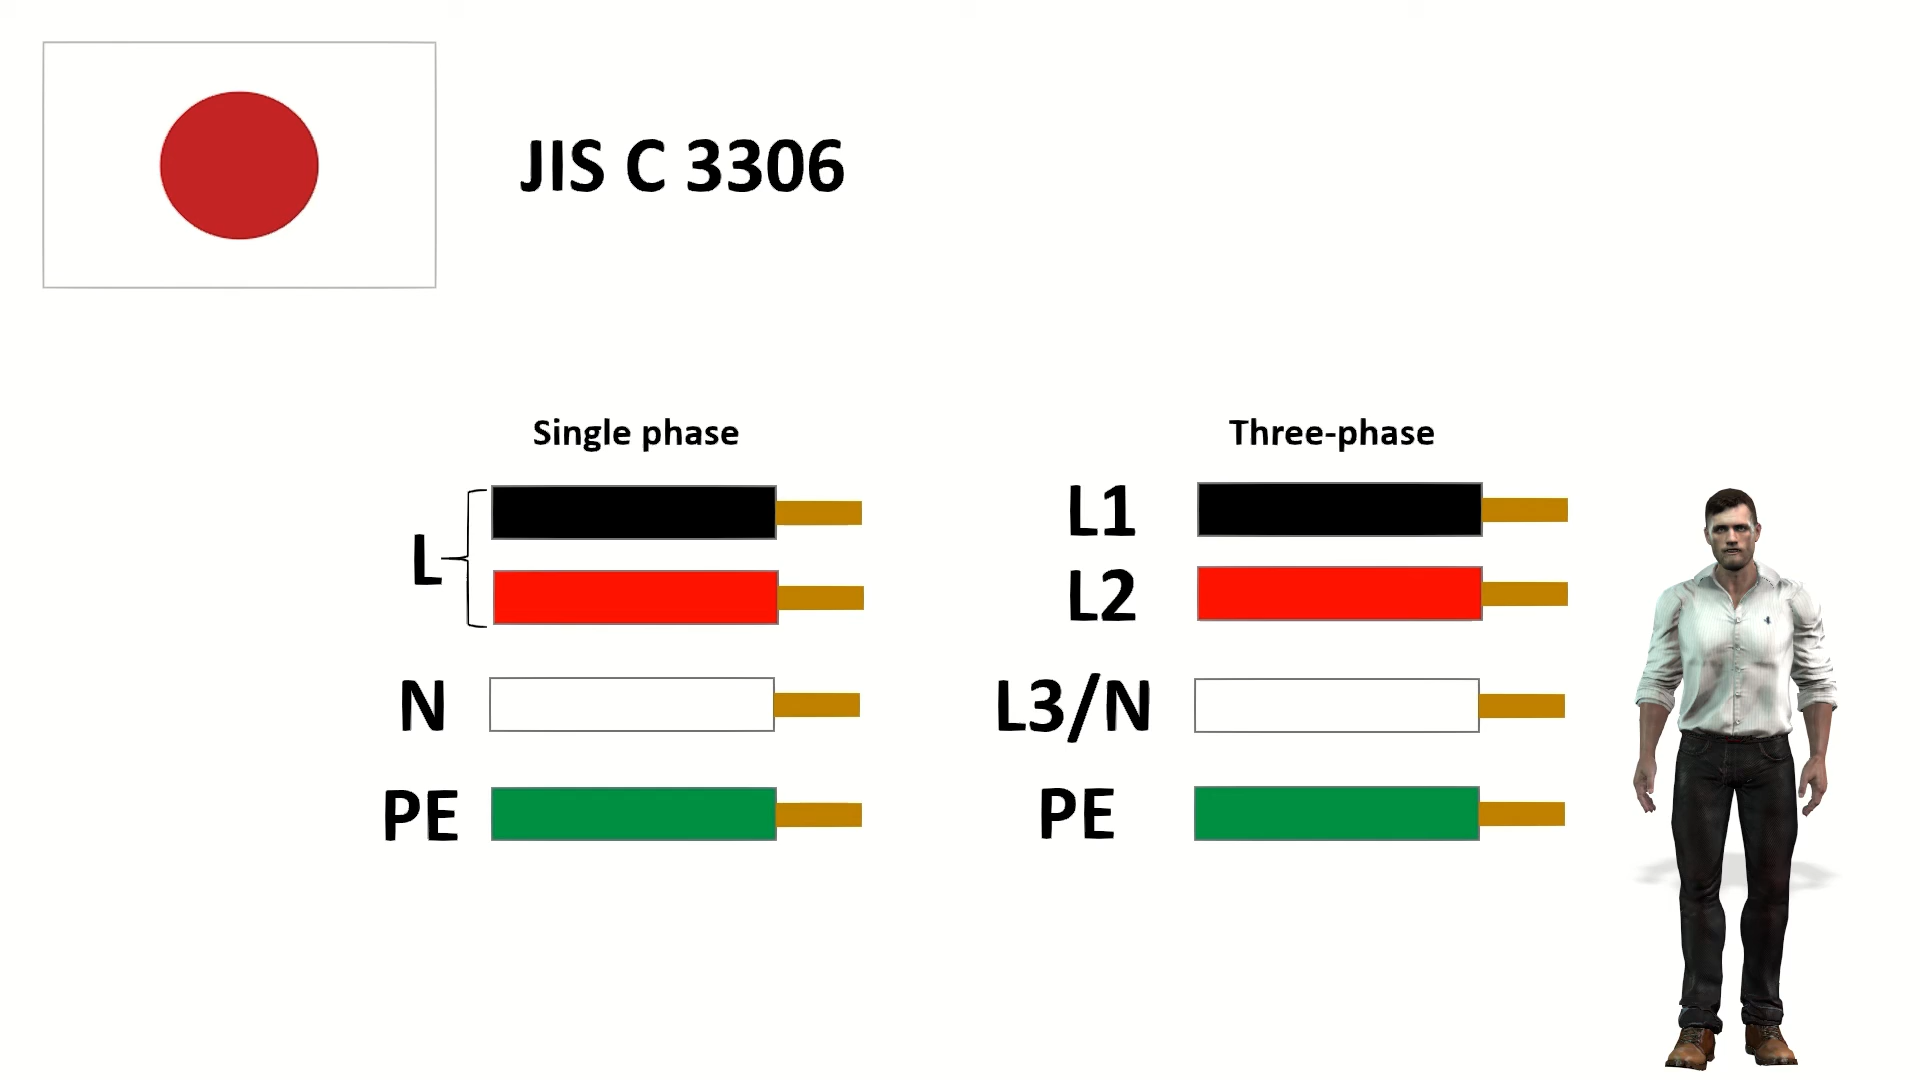 JIS C 3306
Single phase
L
N
PE
Three-phase
L1
L2
L3/N
PE